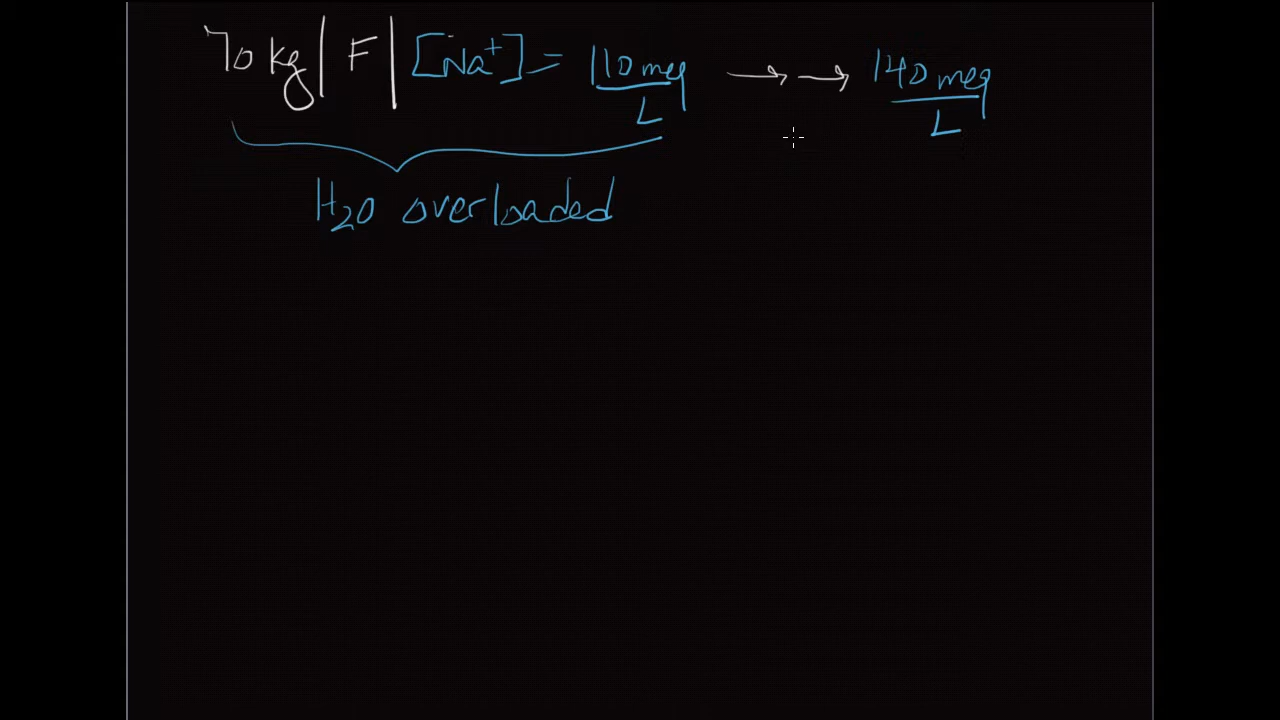 70 kg | F | [Na+] = 110 meq/L →→ 140 meq/L
H2O overloaded